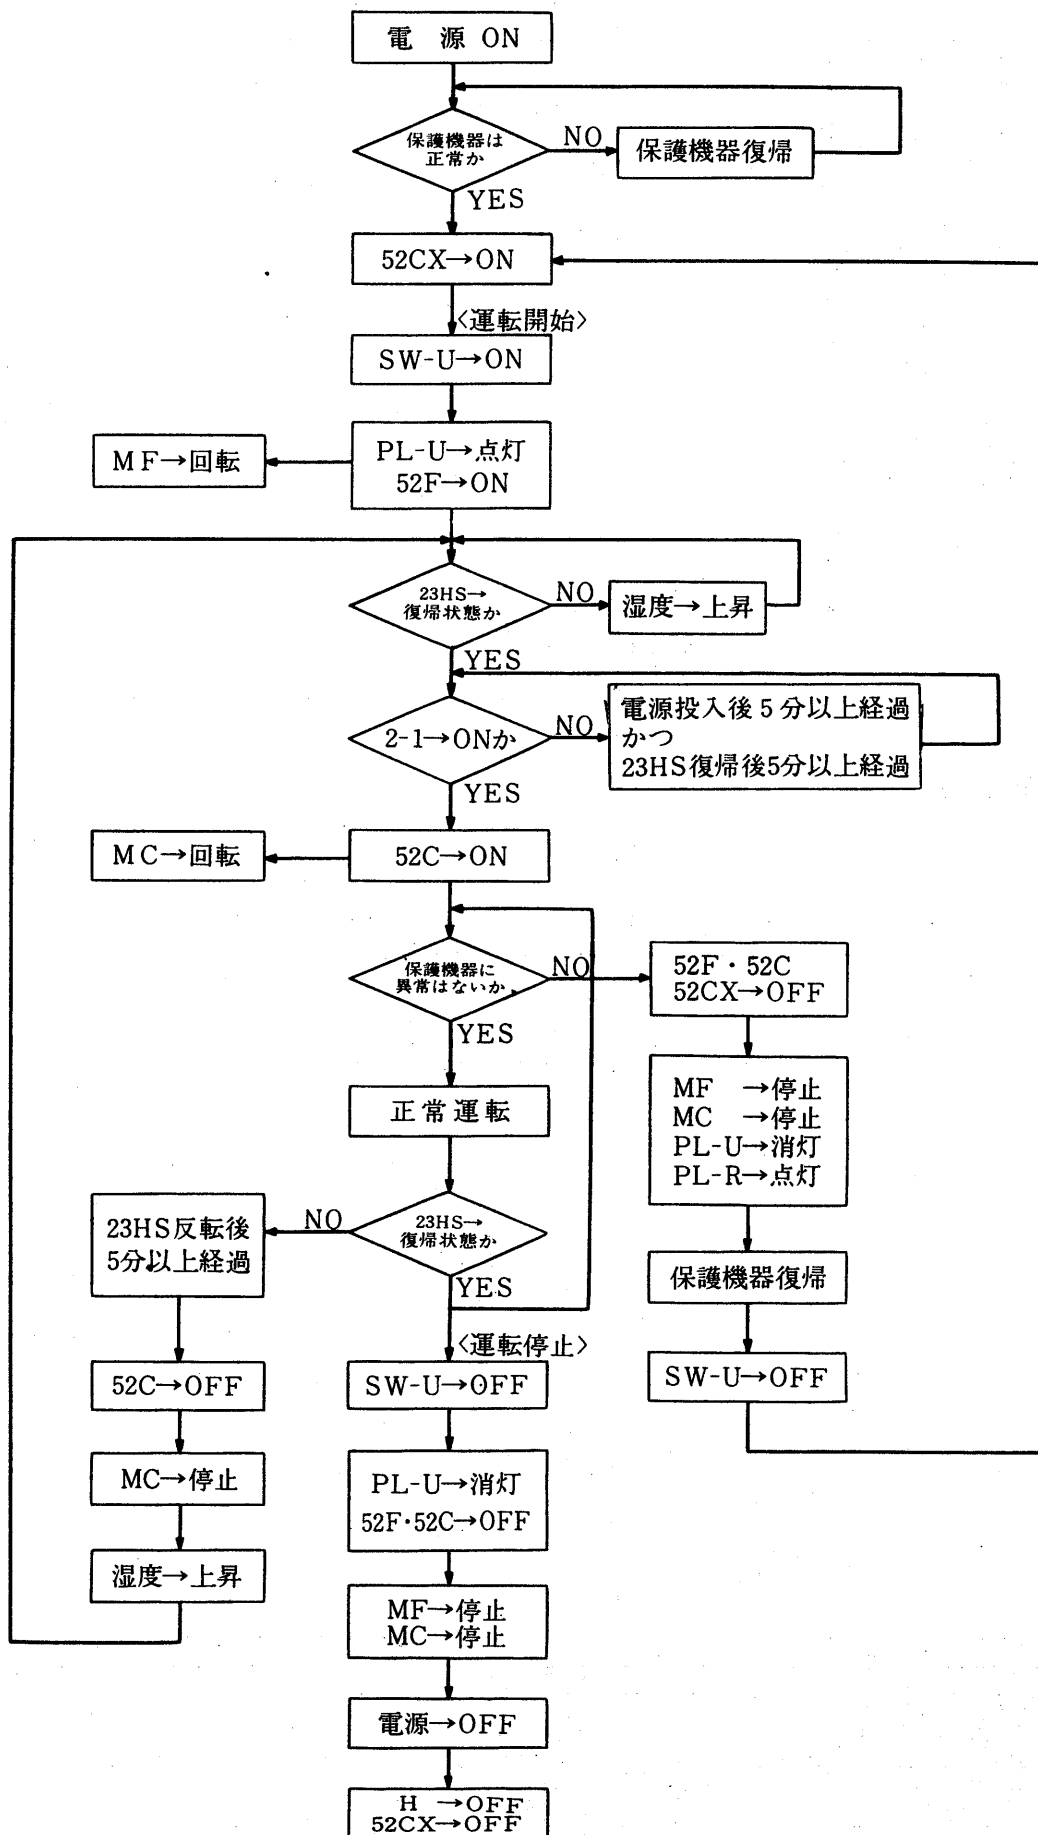 電 源 ON
保護機器は
正常か
NO
保護機器復帰
YES
52CX→ON
〈運転開始〉
SW-U→ON
PL-U→点灯
52F→ON
MF→回転
23HS→
復帰状態か
NO
湿度→上昇
YES
2-1→ONか
NO
電源投入後5分以上経過
かつ
23HS復帰後5分以上経過
YES
52C→ON
MC→回転
保護機器に
異常はないか
NO
52F・52C
52CX→OFF
YES
MF →停止
MC →停止
PL-U→消灯
PL-R→点灯
正常運転
23HS→
復帰状態か
NO
23HS反転後
5分以上経過
YES
保護機器復帰
〈運転停止〉
52C→OFF
SW-U→OFF
SW-U→OFF
MC→停止
PL-U→消灯
52F・52C→OFF
湿度→上昇
MF→停止
MC→停止
電源→OFF
H →OFF
52CX→OFF